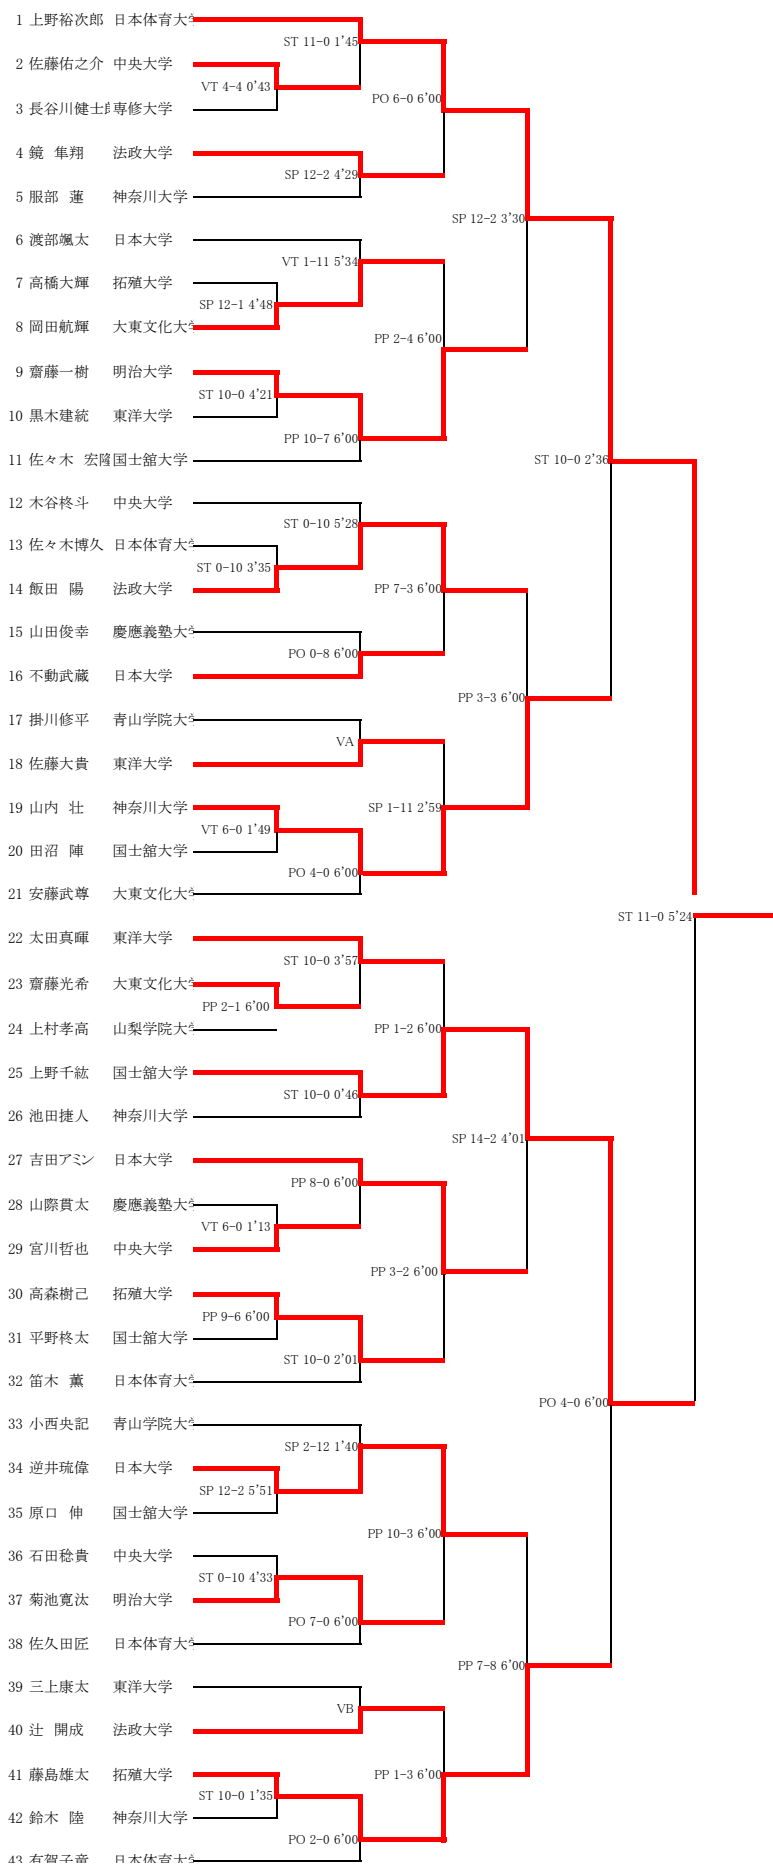 1 上野裕次郎 日本体育大学
ST 11-0 1'45
2 佐藤佑之介 中央大学
VT 4-4 0'43
PO 6-0 6'00
3 長谷川健士 専修大学
4 鏡 隼翔 法政大学
SP 12-2 4'29
5 服部 蓮 神奈川大学
SP 12-2 3'30
6 渡部颯太 日本大学
VT 1-11 5'34
7 高橋大輝 拓殖大学
SP 12-1 4'48
8 岡田航輝 大東文化大学
PP 2-4 6'00
9 齋藤一樹 明治大学
ST 10-0 4'21
10 黒木建統 東洋大学
PP 10-7 6'00
11 佐々木 宏隆 国士舘大学
ST 10-0 2'36
12 木谷柊斗 中央大学
ST 0-10 5'28
13 佐々木博久 日本体育大学
ST 0-10 3'35
14 飯田 陽 法政大学
PP 7-3 6'00
15 山田俊幸 慶應義塾大学
PO 0-8 6'00
16 不動武蔵 日本大学
PP 3-3 6'00
17 掛川修平 青山学院大学
VA
18 佐藤大貴 東洋大学
19 山内 壮 神奈川大学
SP 1-11 2'59
VT 6-0 1'49
20 田沼 陣 国士舘大学
PO 4-0 6'00
21 安藤武尊 大東文化大学
ST 11-0 5'24
22 太田真暉 東洋大学
ST 10-0 3'57
23 齋藤光希 大東文化大学
PP 2-1 6'00
24 上村孝高 山梨学院大学
PP 1-2 6'00
25 上野千紘 国士舘大学
ST 10-0 0'46
26 池田捷人 神奈川大学
SP 14-2 4'01
27 吉田アミン 日本大学
PP 8-0 6'00
28 山際貫太 慶應義塾大学
VT 6-0 1'13
29 宮川哲也 中央大学
PP 3-2 6'00
30 高森樹己 拓殖大学
PP 9-6 6'00
31 平野柊太 国士舘大学
ST 10-0 2'01
32 笛木 薫 日本体育大学
PO 4-0 6'00
33 小西央記 青山学院大学
SP 2-12 1'40
34 逆井琉偉 日本大学
SP 12-2 5'51
35 原口 伸 国士舘大学
PP 10-3 6'00
36 石田稔貴 中央大学
ST 0-10 4'33
37 菊池寛汰 明治大学
PO 7-0 6'00
38 佐久田匠 日本体育大学
PP 7-8 6'00
39 三上康太 東洋大学
VB
40 辻 開成 法政大学
41 藤島雄太 拓殖大学
PP 1-3 6'00
ST 10-0 1'35
42 鈴木 陸 神奈川大学
PO 2-0 6'00
43 有賀子竜 日本体育大学